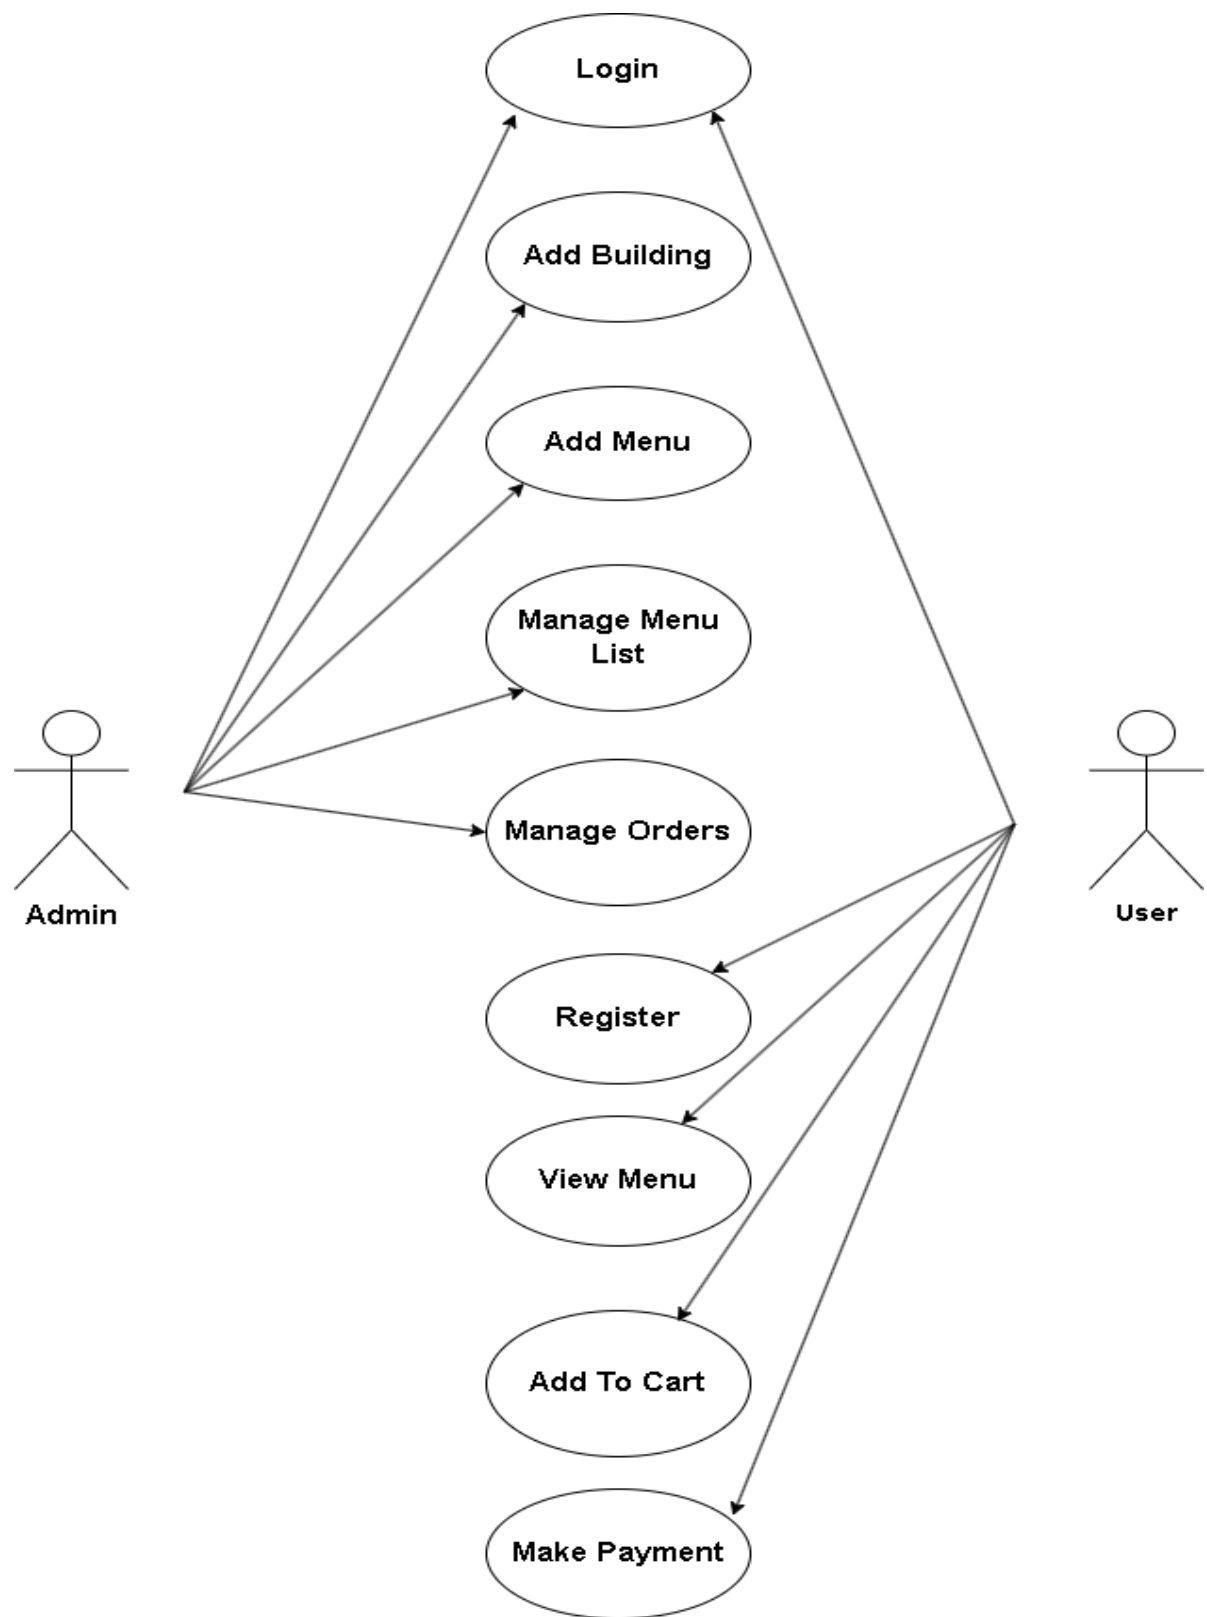 Login
Add Building
Add Menu
Manage Menu
List
Manage Orders
Admin
User
Register
View Menu
Add To Cart
Make Payment